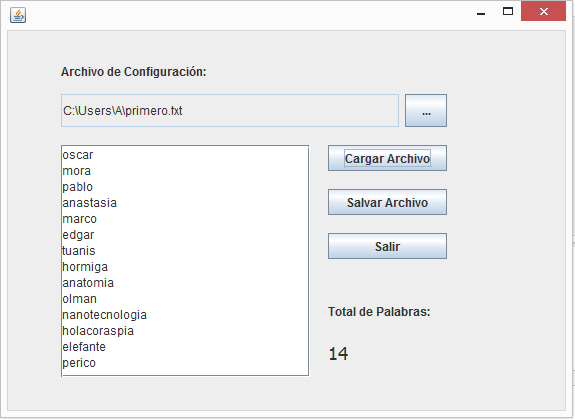 Archivo de Configuración:
C:\Users\A\primero.txt
...
oscar
mora
pablo
anastasia
marco
edgar
tuanis
hormiga
anatomia
olman
nanotecnologia
holacoraspia
elefante
perico
Cargar Archivo
Salvar Archivo
Salir
Total de Palabras:
14